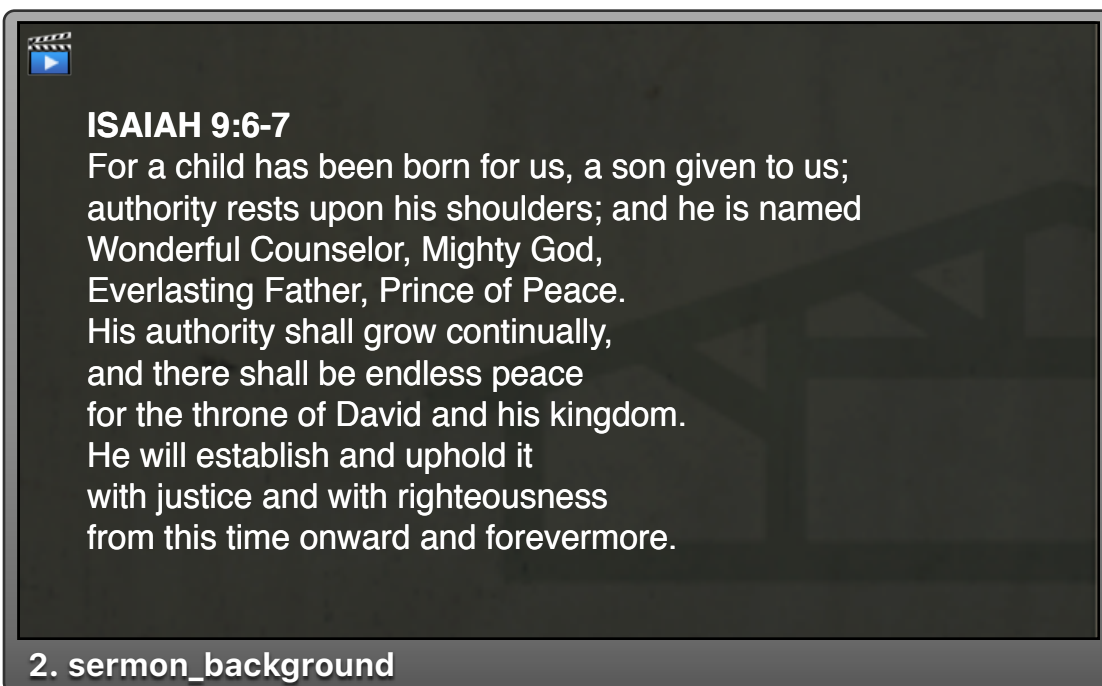 ISAIAH 9:6-7
For a child has been born for us, a son given to us;
authority rests upon his shoulders; and he is named
Wonderful Counselor, Mighty God,
Everlasting Father, Prince of Peace.
His authority shall grow continually,
and there shall be endless peace
for the throne of David and his kingdom.
He will establish and uphold it
with justice and with righteousness
from this time onward and forevermore.
2. sermon_background